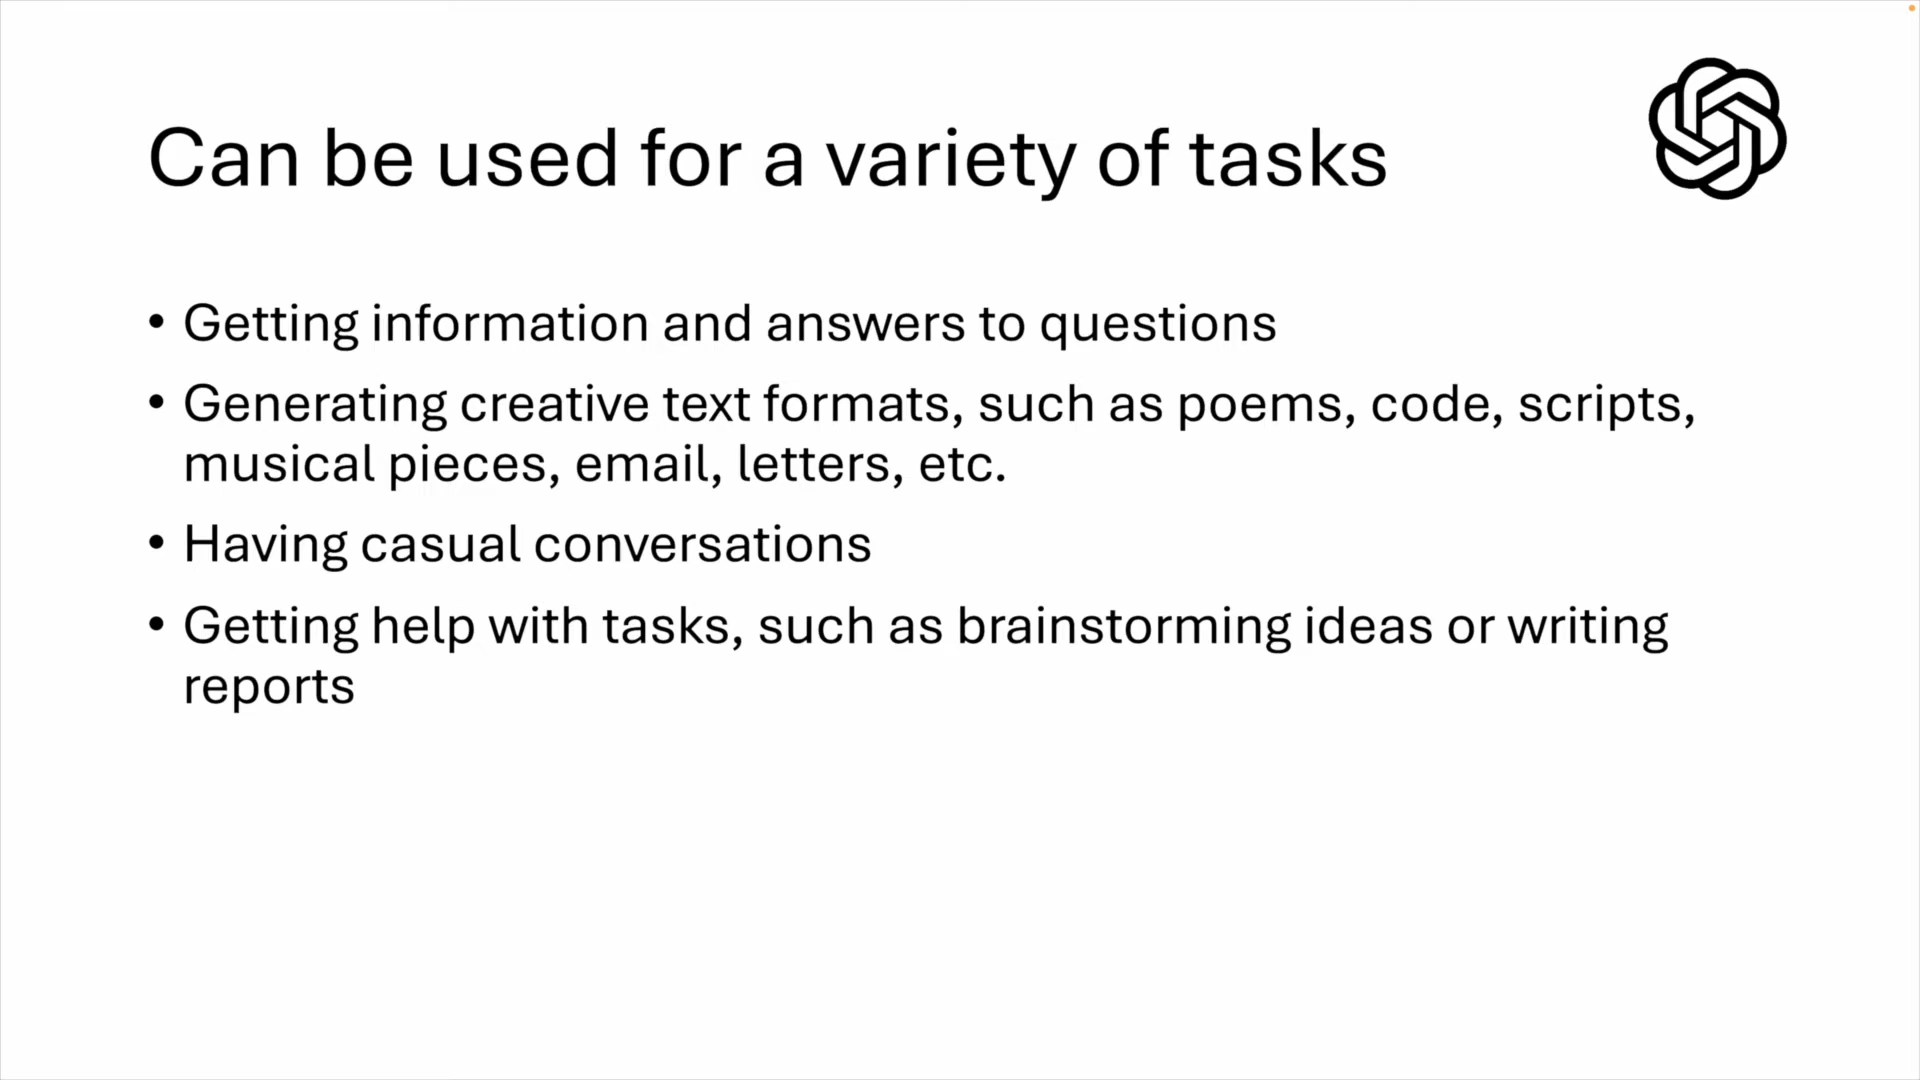 Can be used for a variety of tasks
• Getting information and answers to questions
• Generating creative text formats, such as poems, code, scripts,
musical pieces, email, letters, etc.
• Having casual conversations
• Getting help with tasks, such as brainstorming ideas or writing
reports